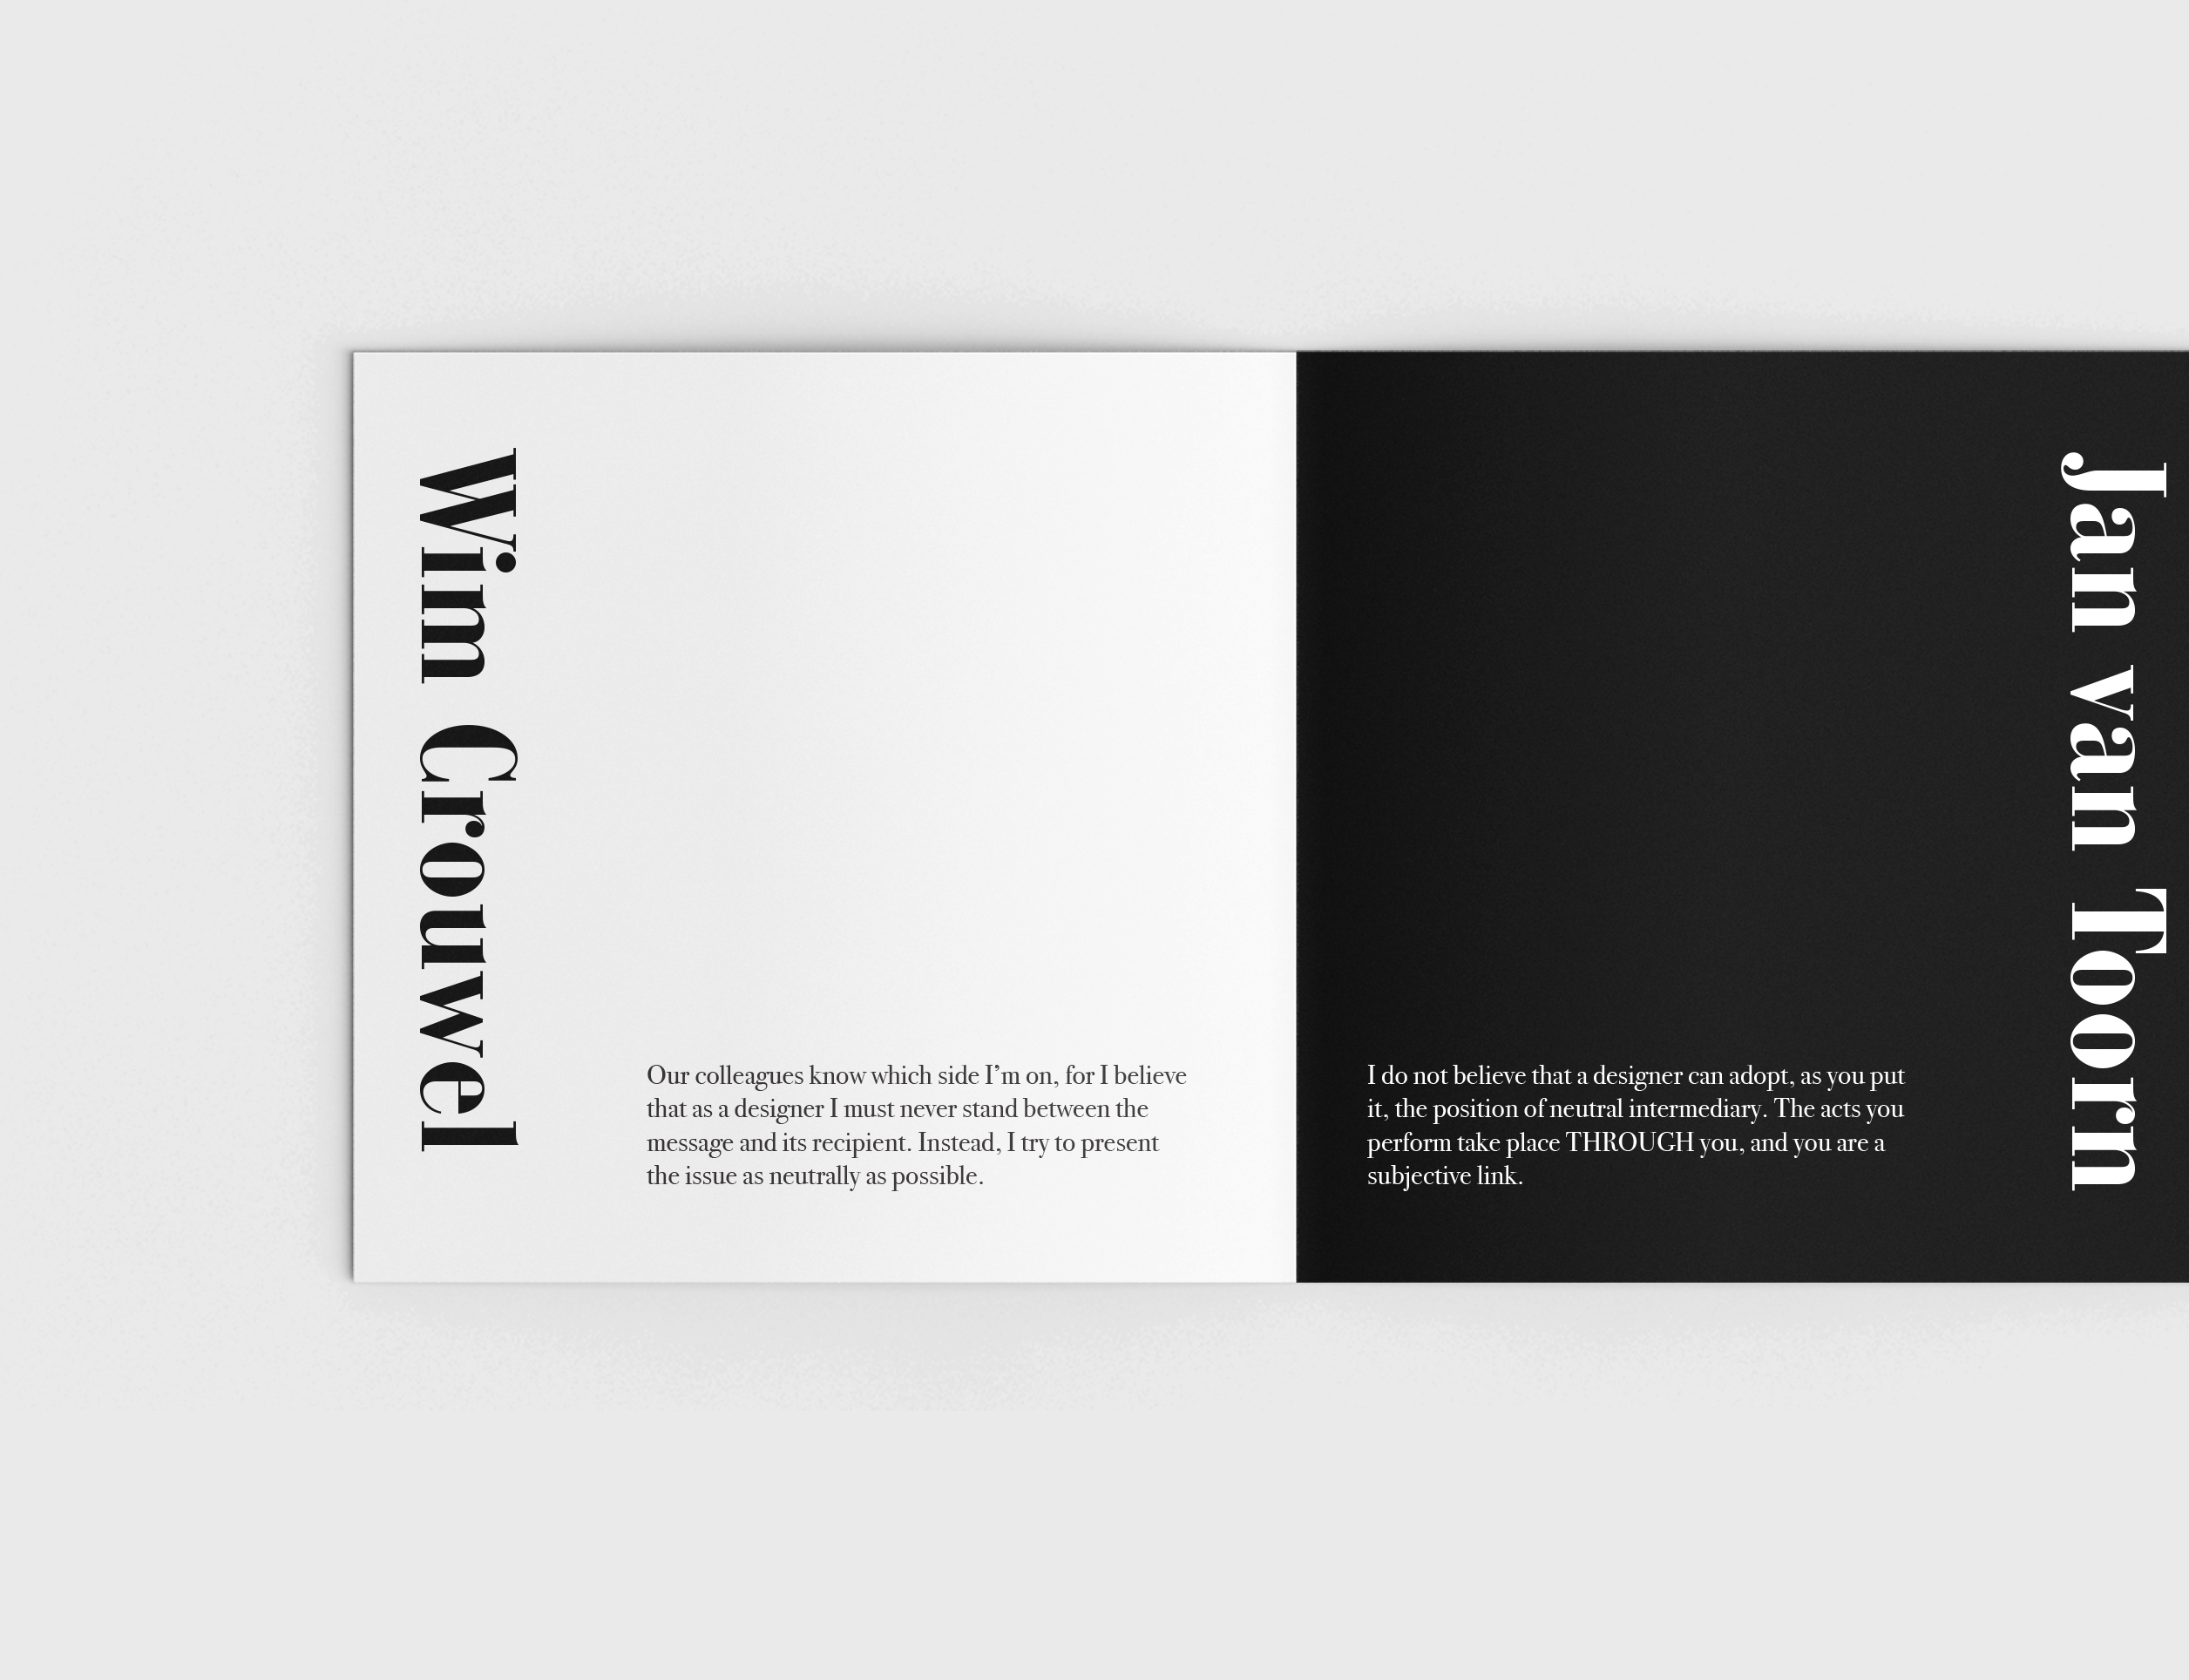 Wim Crouwel
Our colleagues know which side I’m on, for I believe
that as a designer I must never stand between the
message and its recipient. Instead, I try to present
the issue as neutrally as possible.
I do not believe that a designer can adopt, as you put
it, the position of neutral intermediary. The acts you
perform take place THROUGH you, and you are a
subjective link.
Jan van Toorn